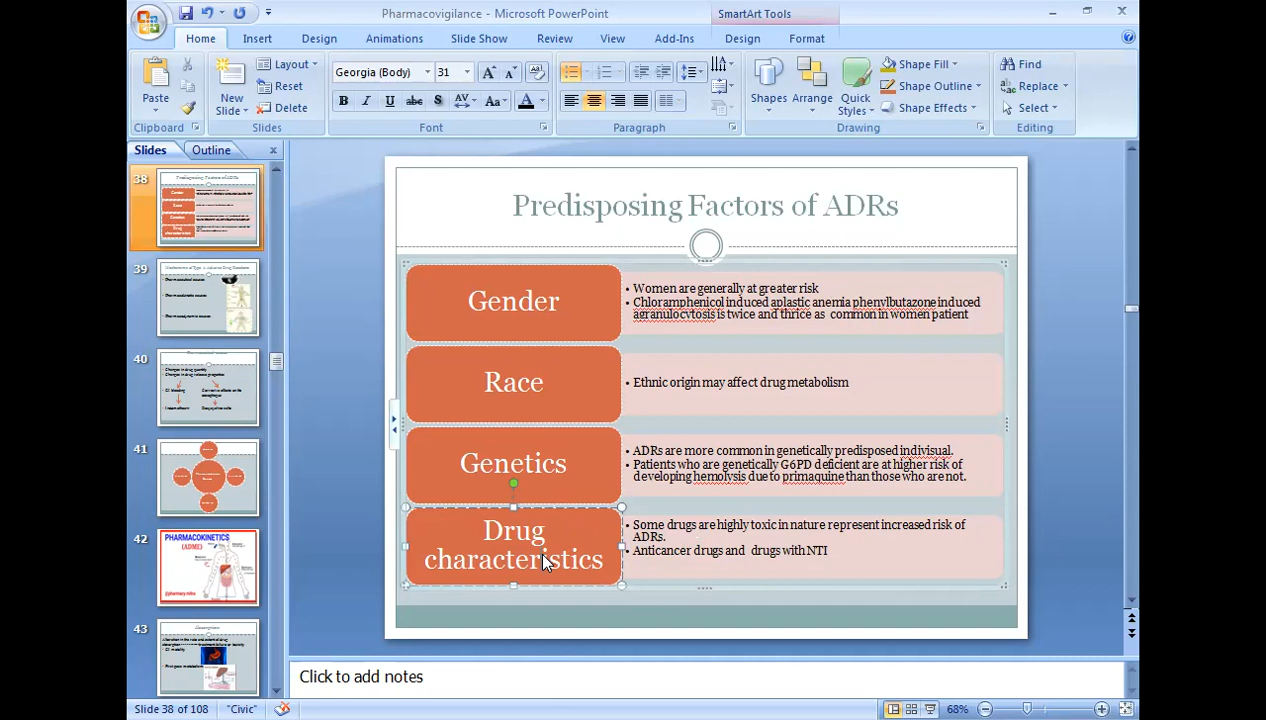 Pharmacovigilance - Microsoft PowerPoint
SmartArt Tools
Home
Insert
Design
Animations
Slide Show
Review
View
Add-Ins
Design
Format
Paste
Clipboard
New
Slide
Layout
Reset
Delete
Slides
Georgia (Body)
31
B I U abc S AV Aa A
Font
Paragraph
Shapes
Arrange
Quick
Styles
Shape Fill
Shape Outline
Shape Effects
Drawing
Find
Replace
Select
Editing
Slides
Outline
38
39
40
41
42
PHARMACOKINETICS
(ADME)
43
Predisposing Factors of ADRs
Gender
• Women are generally at greater risk
• Chloramphenicol induced aplastic anemia phenylbutazone induced
agranulocytosis is twice and thrice as common in women patient
Race
• Ethnic origin may affect drug metabolism
Genetics
• ADRs are more common in genetically predisposed indivisual.
• Patients who are genetically G6PD deficient are at higher risk of
developing hemolysis due to primaquine than those who are not.
Drug
characteristics
• Some drugs are highly toxic in nature represent increased risk of
ADRs.
• Anticancer drugs and drugs with NTI
Click to add notes
Slide 38 of 108
"Civic"
68%